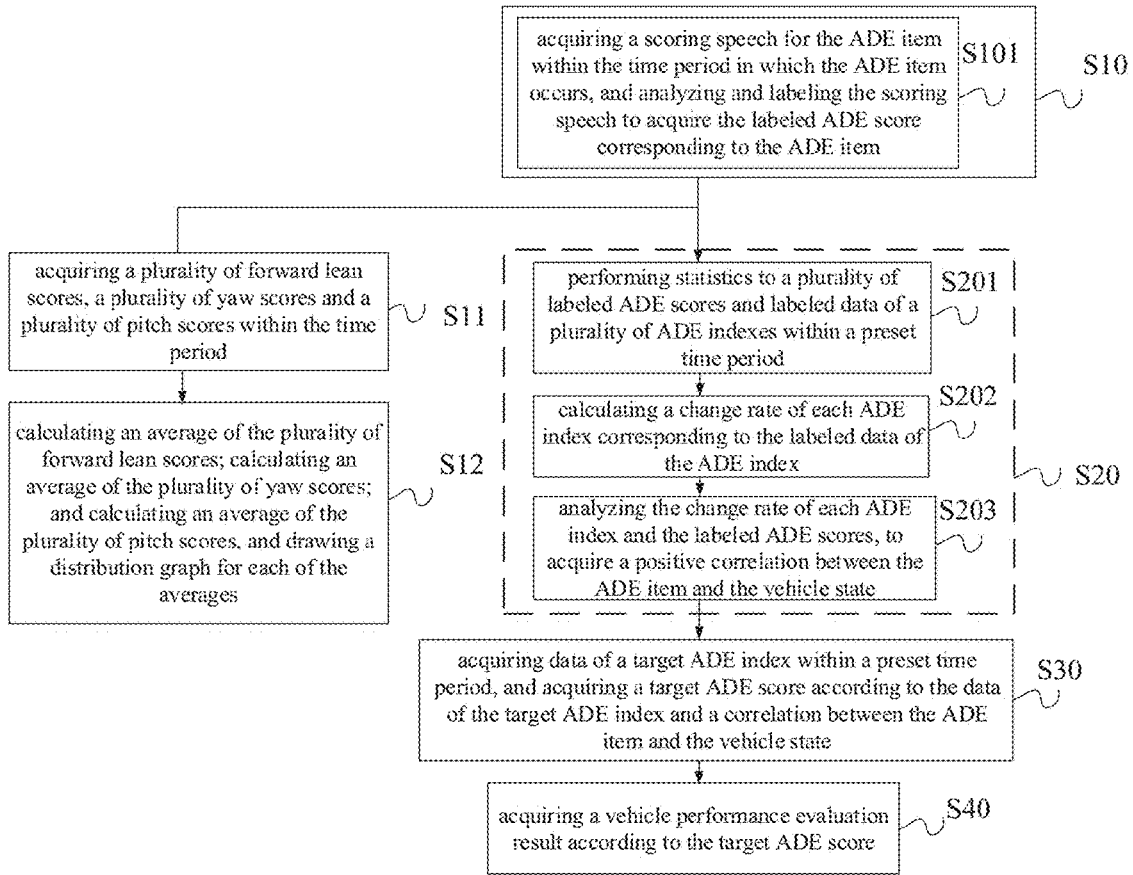 acquiring a scoring speech for the ADE item
within the time period in which the ADE item
occurs, and analyzing and labeling the scoring
speech to acquire the labeled ADE score
corresponding to the ADE item
S101
S10
acquiring a plurality of forward lean
scores, a plurality of yaw scores and a
plurality of pitch scores within the time
period
S11
calculating an average of the plurality of
forward lean scores; calculating an
average of the plurality of yaw scores;
and calculating an average of the
plurality of pitch scores, and drawing a
distribution graph for each of the
averages
S12
performing statistics to a plurality of
labeled ADE scores and labeled data of a
plurality of ADE indexes within a preset
time period
S201
calculating a change rate of each ADE
index corresponding to the labeled data of
the ADE index
S202
analyzing the change rate of each ADE
index and the labeled ADE scores, to
acquire a positive correlation between the
ADE item and the vehicle state
S203
S20
acquiring data of a target ADE index within a preset time
period, and acquiring a target ADE score according to the data
of the target ADE index and a correlation between the ADE
item and the vehicle state
S30
acquiring a vehicle performance evaluation
result according to the target ADE score
S40